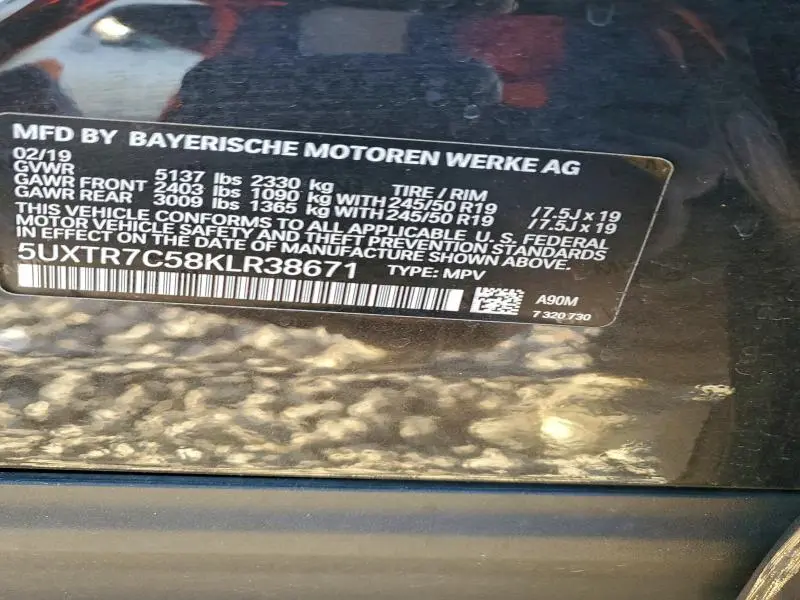 MFD BY BAYERISCHE MOTOREN WERKE AG
02/19
GVWR 5137 lbs 2330 kg TIRE / RIM
GAWR FRONT 2403 lbs 1090 kg WITH 245/50 R19 / 7.5J x 19
GAWR REAR 3009 lbs 1365 kg WITH 245/50 R19 / 7.5J x 19
THIS VEHICLE CONFORMS TO ALL APPLICABLE U. S. FEDERAL
MOTOR VEHICLE SAFETY AND THEFT PREVENTION STANDARDS
IN EFFECT ON THE DATE OF MANUFACTURE SHOWN ABOVE.
5UXTR7C58KLR38671 TYPE: MPV
A90M
7 320 730